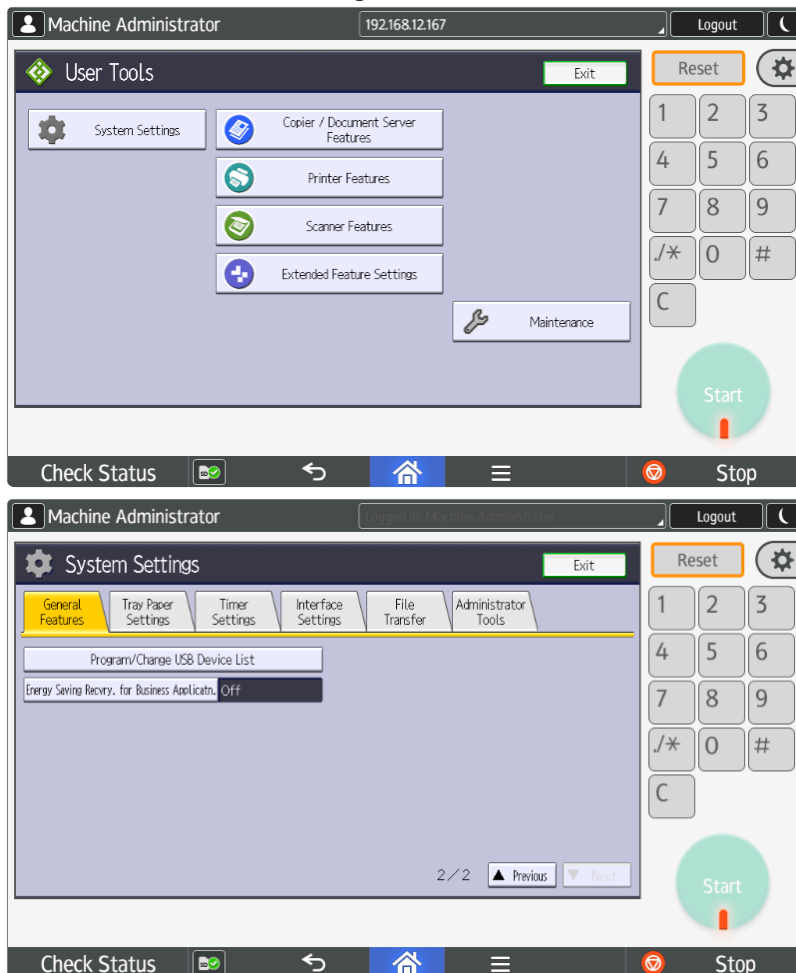 Machine Administrator
192.168.12.167
Logout
User Tools
Exit
Reset
System Settings
Copier / Document Server
Features
Printer Features
Scanner Features
Extended Feature Settings
Maintenance
1 2 3
4 5 6
7 8 9
./* 0 #
C
Start
Check Status
Stop
Machine Administrator
Logged in: Machine Administrator
Logout
System Settings
Exit
Reset
General
Features
Tray Paper
Settings
Timer
Settings
Interface
Settings
File
Transfer
Administrator
Tools
Program/Change USB Device List
Energy Saving Recvry. for Business Applicatn. Off
2/2
Previous
Next
1 2 3
4 5 6
7 8 9
./* 0 #
C
Start
Check Status
Stop